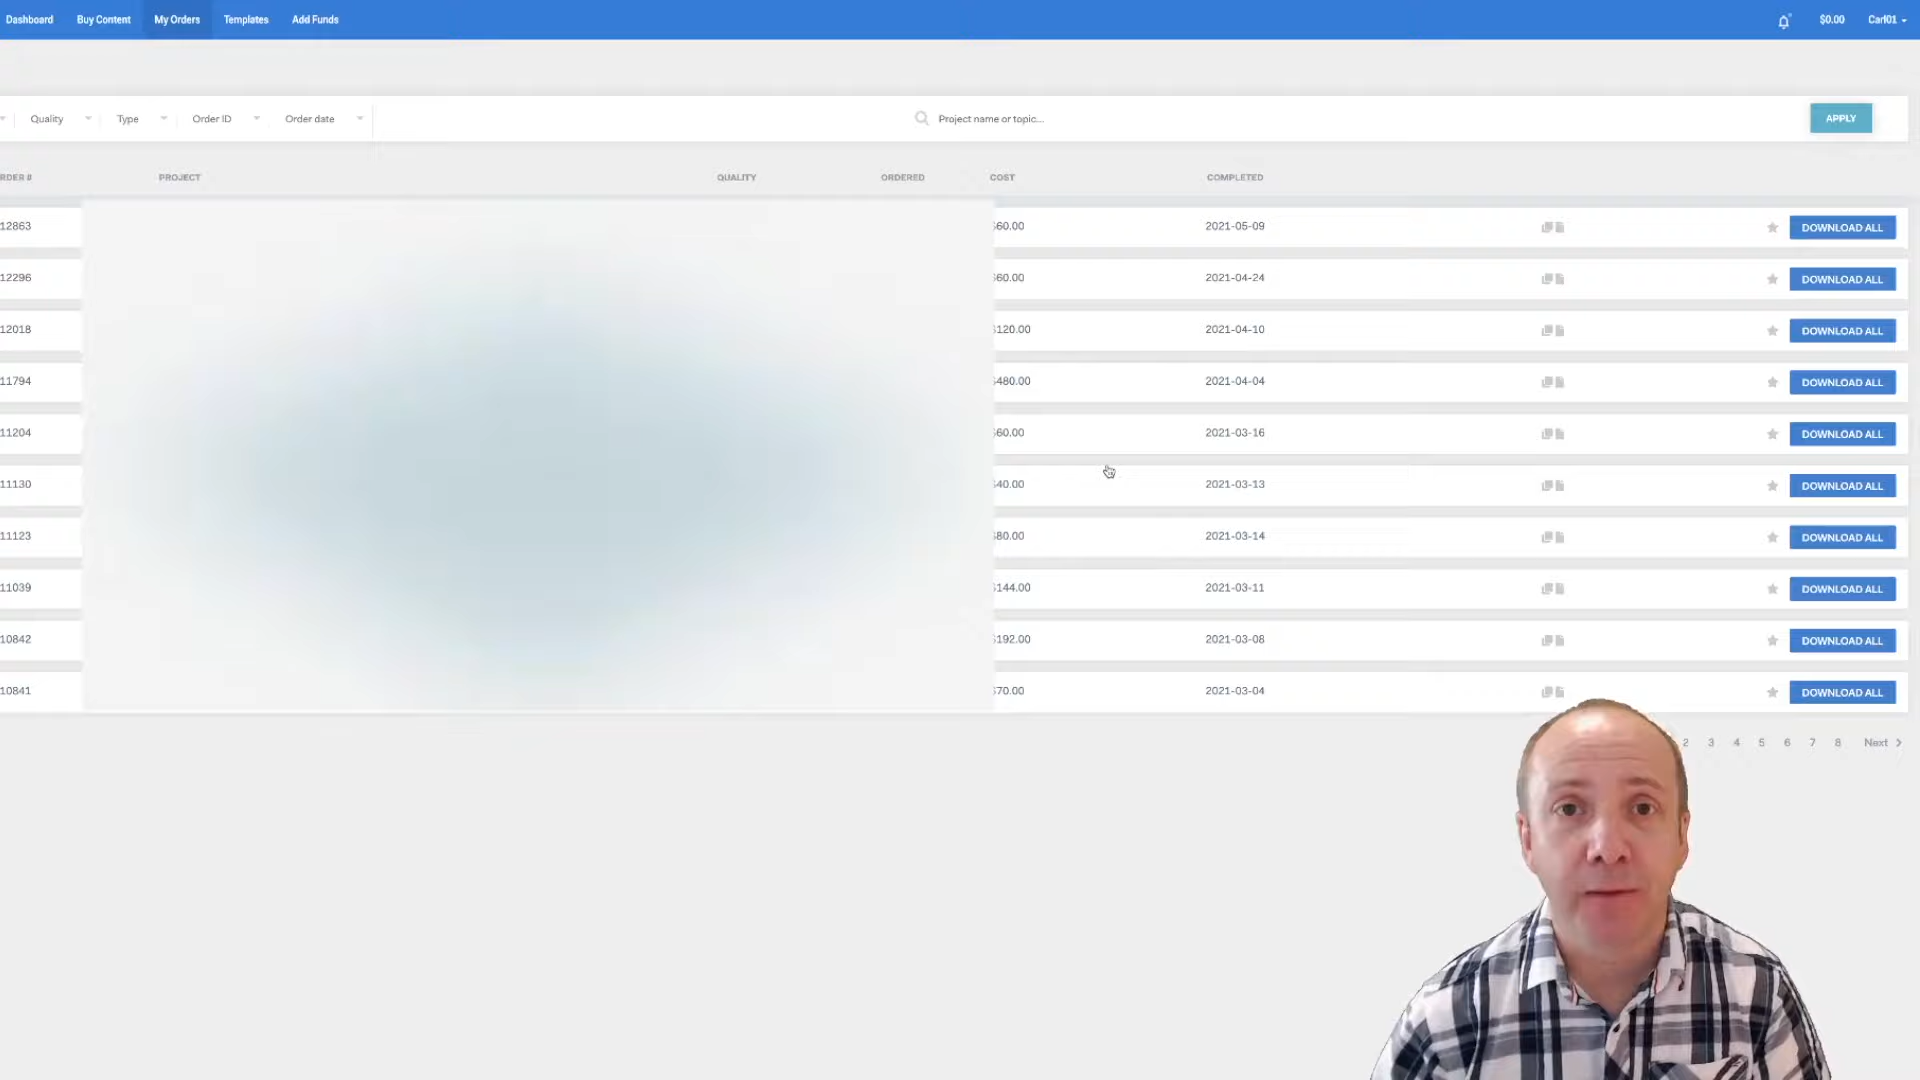 Dashboard Buy Content My Orders Templates Add Funds $0.00 Carl01
Quality Type Order ID Order date Project name or topic... APPLY
RDER # PROJECT QUALITY ORDERED COST COMPLETED
12863 $60.00 2021-05-09 DOWNLOAD ALL
12296 $60.00 2021-04-24 DOWNLOAD ALL
12018 $120.00 2021-04-10 DOWNLOAD ALL
11794 $480.00 2021-04-04 DOWNLOAD ALL
11204 $60.00 2021-03-16 DOWNLOAD ALL
11130 $40.00 2021-03-13 DOWNLOAD ALL
11123 $80.00 2021-03-14 DOWNLOAD ALL
11039 $144.00 2021-03-11 DOWNLOAD ALL
10842 $192.00 2021-03-08 DOWNLOAD ALL
10841 $70.00 2021-03-04 DOWNLOAD ALL
2 3 4 5 6 7 8 Next